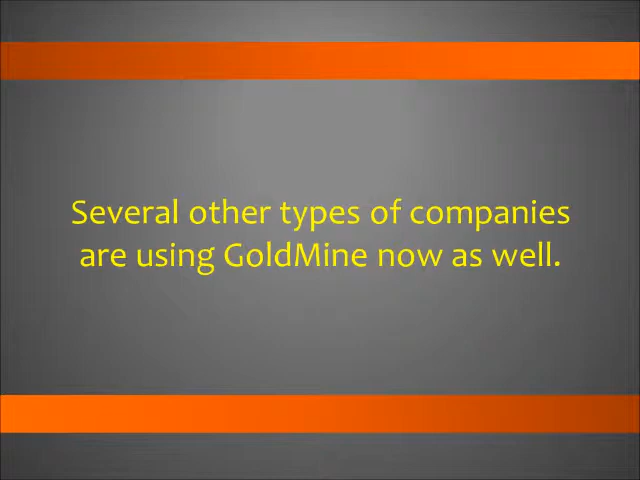 Several other types of companies
are using GoldMine now as well.